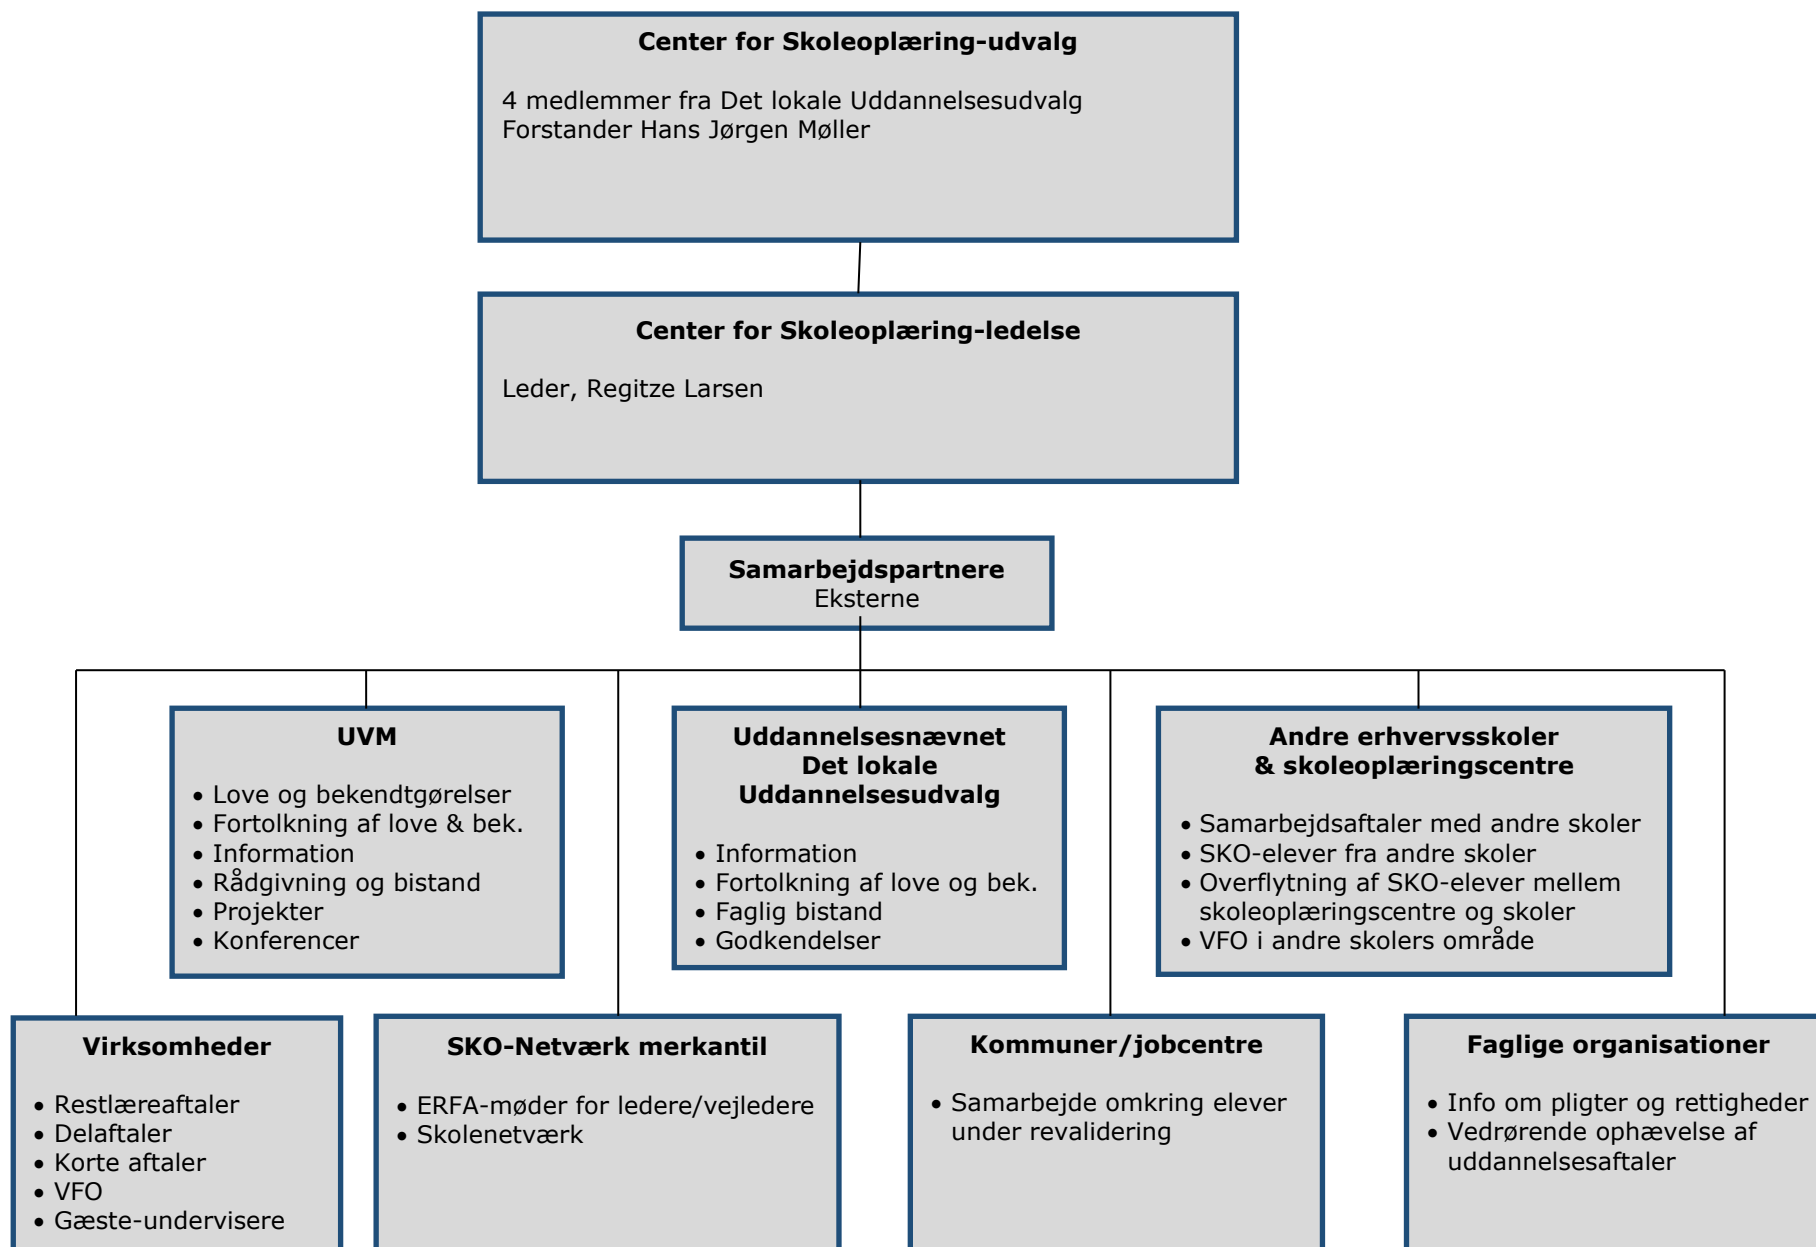 Center for Skoleoplæring-udvalg
4 medlemmer fra Det lokale Uddannelsesudvalg
Forstander Hans Jørgen Møller
Center for Skoleoplæring-ledelse
Leder, Regitze Larsen
Samarbejdspartnere
Eksterne
UVM
• Love og bekendtgørelser
• Fortolkning af love & bek.
• Information
• Rådgivning og bistand
• Projekter
• Konferencer
Uddannelsesnævnet
Det lokale
Uddannelsesudvalg
• Information
• Fortolkning af love og bek.
• Faglig bistand
• Godkendelser
Andre erhvervsskoler
& skoleoplæringscentre
• Samarbejdsaftaler med andre skoler
• SKO-elever fra andre skoler
• Overflytning af SKO-elever mellem
skoleoplæringscentre og skoler
• VFO i andre skolers område
Virksomheder
• Restlæreaftaler
• Delaftaler
• Korte aftaler
• VFO
• Gæste-undervisere
SKO-Netværk merkantil
• ERFA-møder for ledere/vejledere
• Skolenetværk
Kommuner/jobcentre
• Samarbejde omkring elever
under revalidering
Faglige organisationer
• Info om pligter og rettigheder
• Vedrørende ophævelse af
uddannelsesaftaler